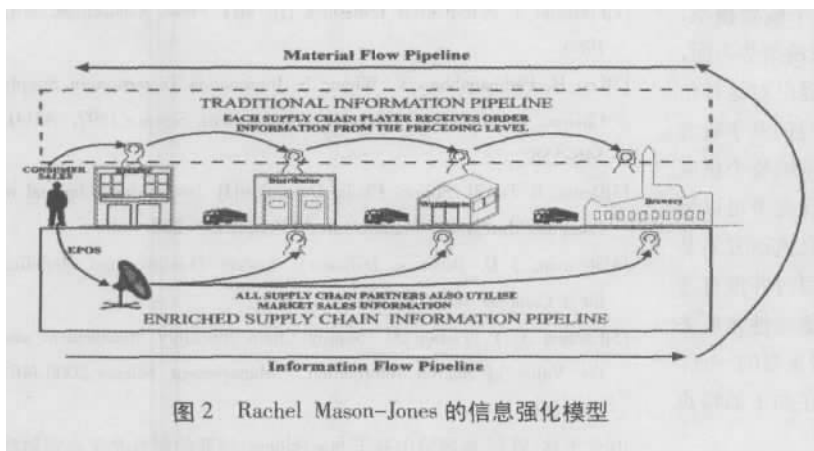 Material Flow Pipeline
TRADITIONAL INFORMATION PIPELINE
EACH SUPPLY CHAIN PLAYER RECEIVES ORDER
INFORMATION FROM THE PRECEDING LEVEL
CONSUMER
SALES
Retailer
Distributor
Brewery
EPOS
ALL SUPPLY CHAIN PARTNERS ALSO UTILISE
MARKET SALES INFORMATION
ENRICHED SUPPLY CHAIN INFORMATION PIPELINE
Information Flow Pipeline
图 2 Rachel Mason-Jones 的信息强化模型